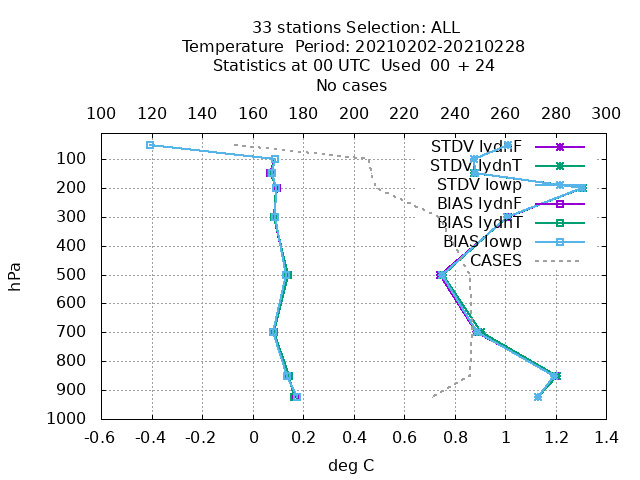 33 stations Selection: ALL
Temperature Period: 20210202-20210228
Statistics at 00 UTC Used 00 + 24
No cases
100 120 140 160 180 200 220 240 260 280 300
STDV lydnF
STDV lydnT
STDV lowp
BIAS lydnF
BIAS lydnT
BIAS lowp
CASES
100
200
300
400
500
600
700
800
900
1000
hPa
-0.6 -0.4 -0.2 0 0.2 0.4 0.6 0.8 1 1.2 1.4
deg C